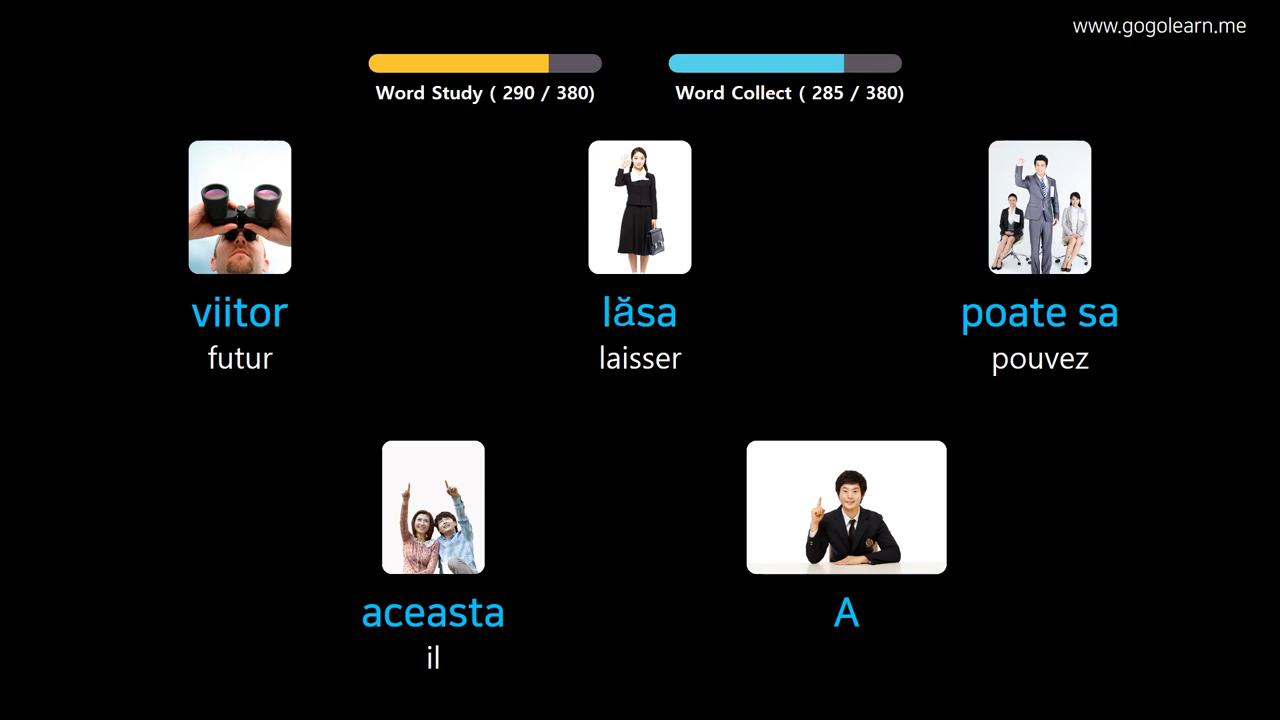 www.gogolearn.me
Word Study ( 290 / 380)
Word Collect ( 285 / 380)
viitor
futur
lăsa
laisser
poate sa
pouvez
aceasta
il
A